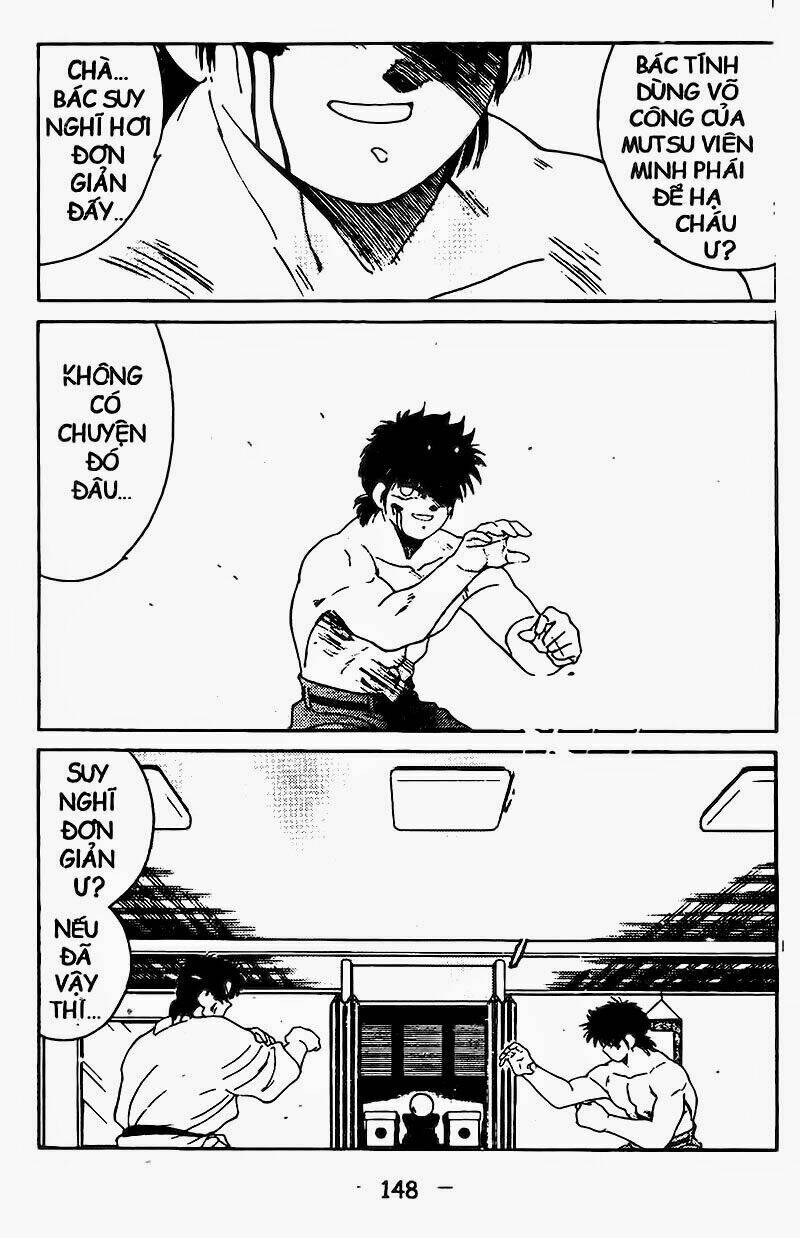 BÁC TÍNH
DÙNG VÕ
CÔNG CỦA
MUTSU VIÊN
MINH PHÁI
ĐỂ HẠ
CHÁU
Ư?
CHÀ...
BÁC SUY
NGHĨ HƠI
ĐƠN
GIẢN
ĐẤY..
KHÔNG
CÓ
CHUYỆN
ĐÓ
ĐÂU...
SUY
NGHĨ
ĐƠN
GIẢN
Ư?
NẾU
ĐÃ
VẬY
THÌ...
- 148 -